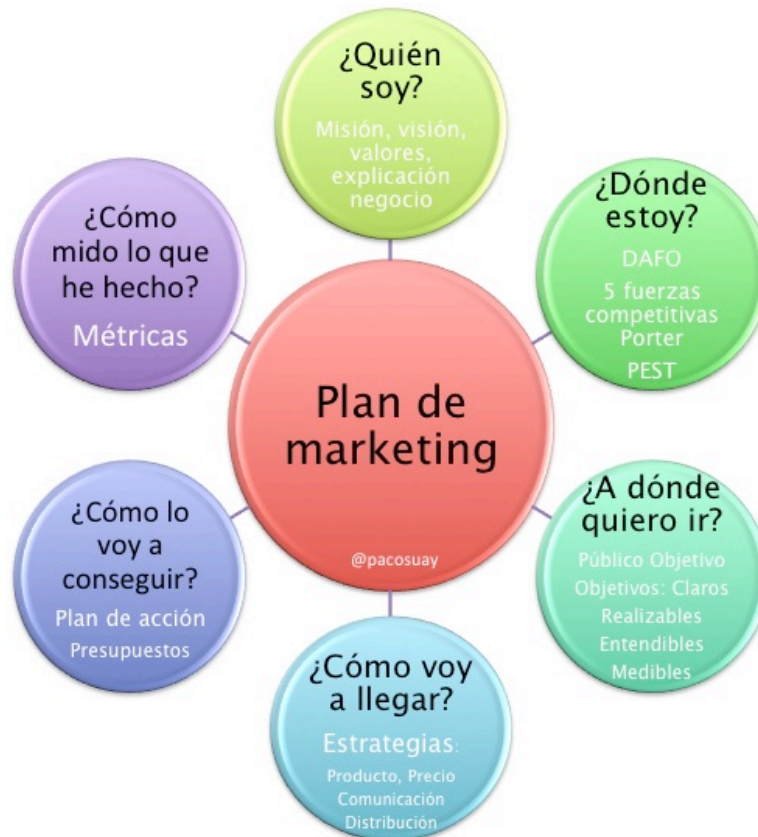 ¿Quién
soy?
Misión, visión,
valores,
explicación
negocio
¿Dónde
estoy?
DAFO
5 fuerzas
competitivas
Porter
PEST
¿A dónde
quiero ir?
Público Objetivo
Objetivos: Claros
Realizables
Entendibles
Medibles
¿Cómo voy
a llegar?
Estrategias:
Producto, Precio
Comunicación
Distribución
¿Cómo lo
voy a
conseguir?
Plan de acción
Presupuestos
¿Cómo
mido lo que
he hecho?
Métricas
Plan de
marketing
@pacosuay